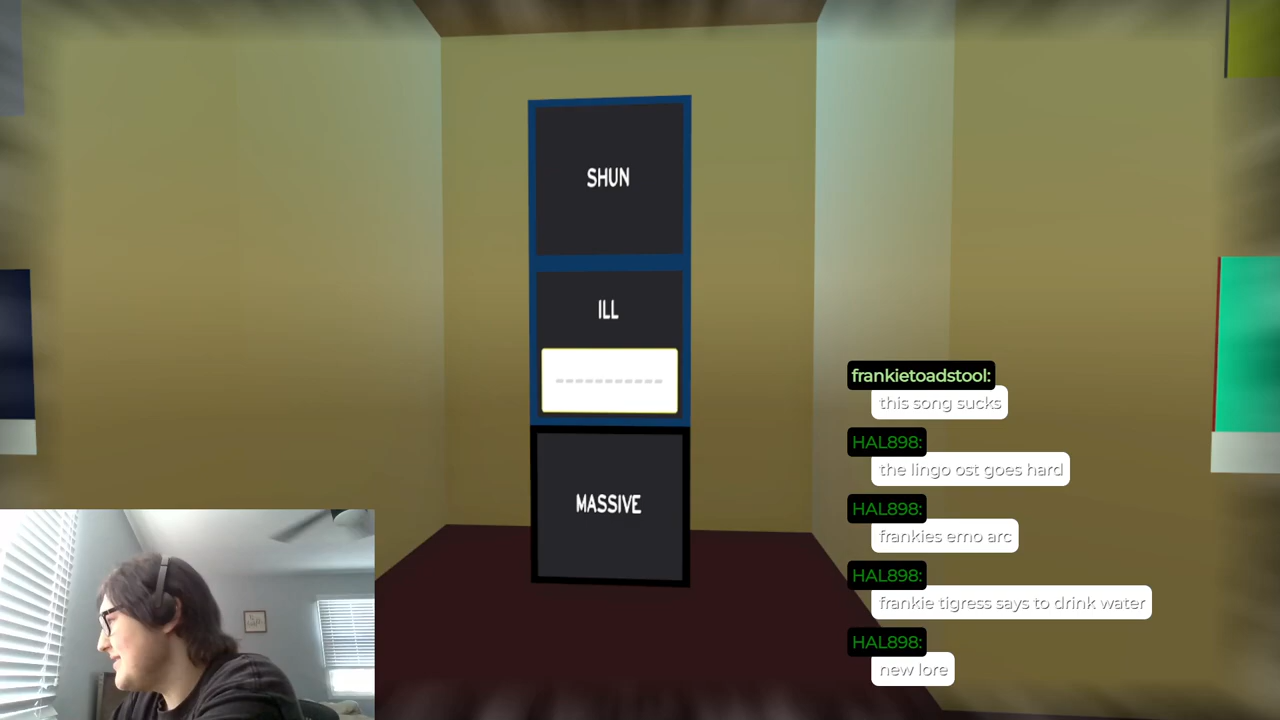 SHUN
ILL
-----------
MASSIVE
frankietoadstool:
this song sucks
HAL898:
the lingo ost goes hard
HAL898:
frankies emo arc
HAL898:
frankie tigress says to drink water
HAL898:
new lore